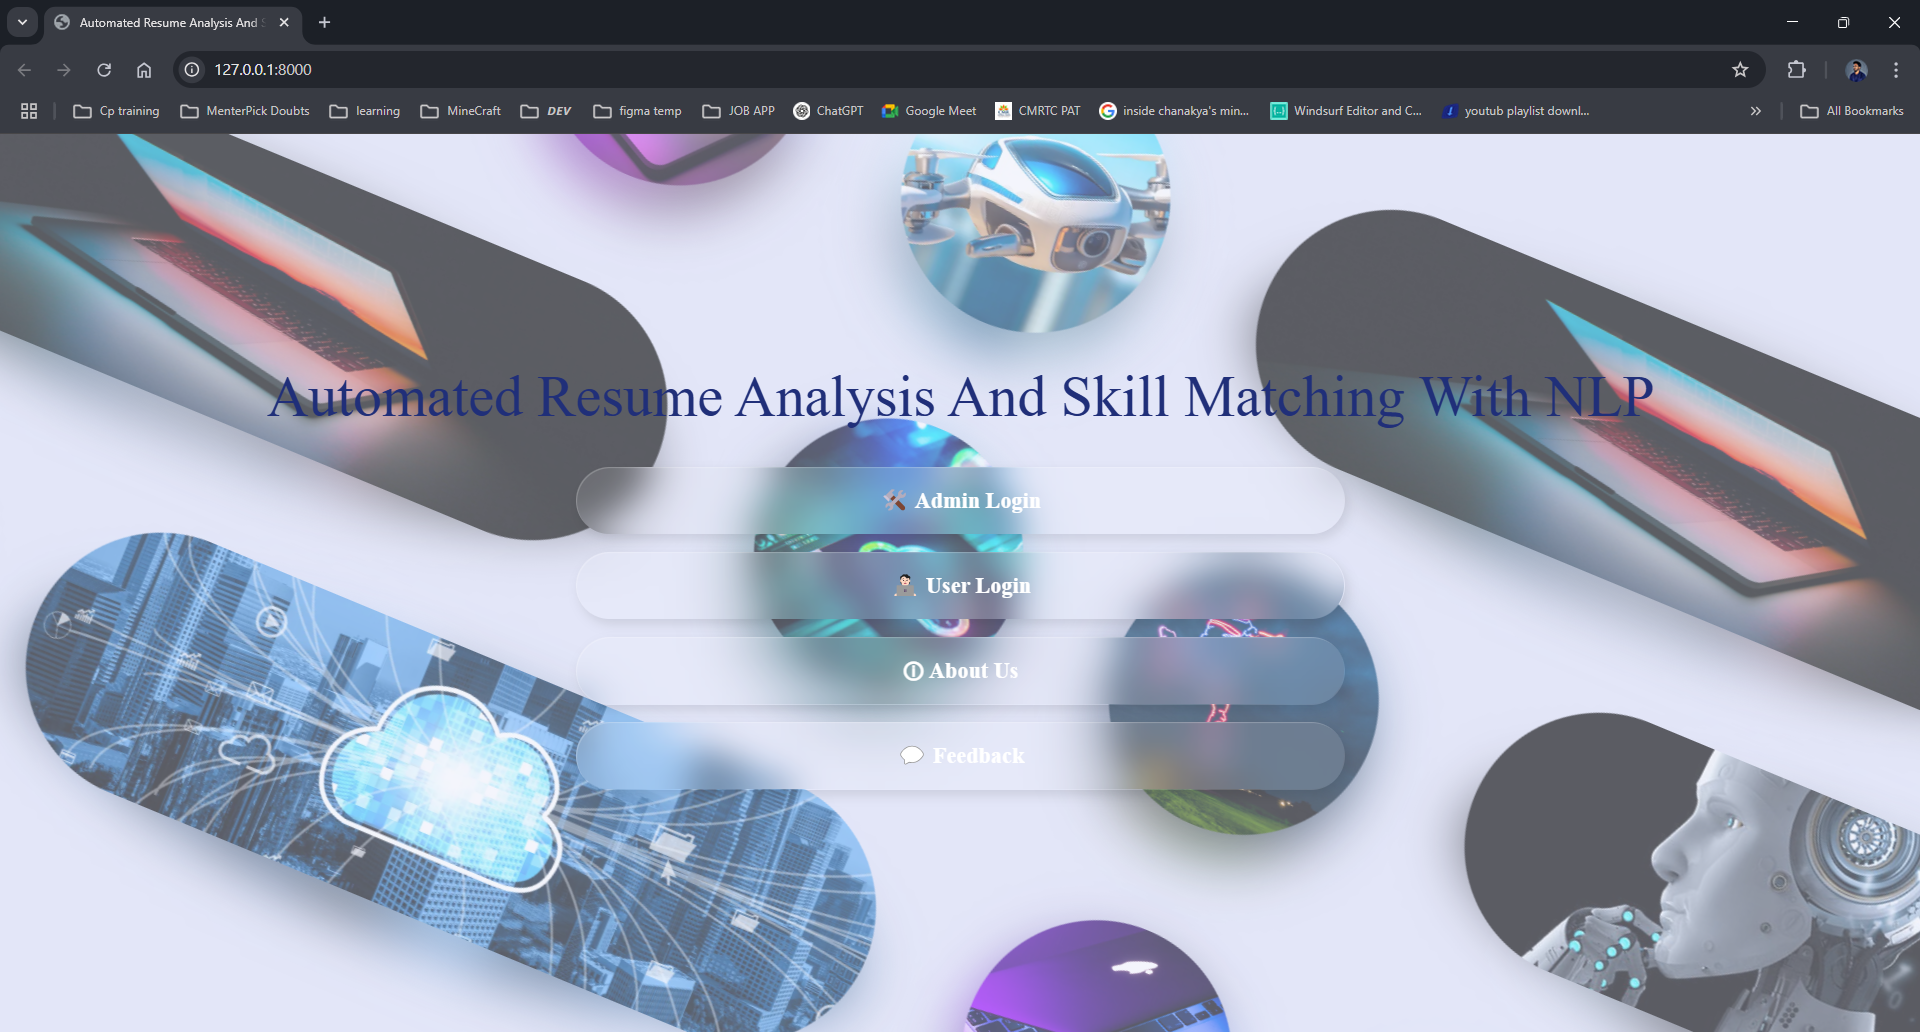 Automated Resume Analysis And
127.0.0.1:8000
Cp training
MenterPick Doubts
learning
MineCraft
DEV
figma temp
JOB APP
ChatGPT
Google Meet
CMRTC PAT
inside chanakya's min...
Windsurf Editor and C...
youtub playlist downl...
All Bookmarks
Automated Resume Analysis And Skill Matching With NLP
Admin Login
User Login
About Us
Feedback